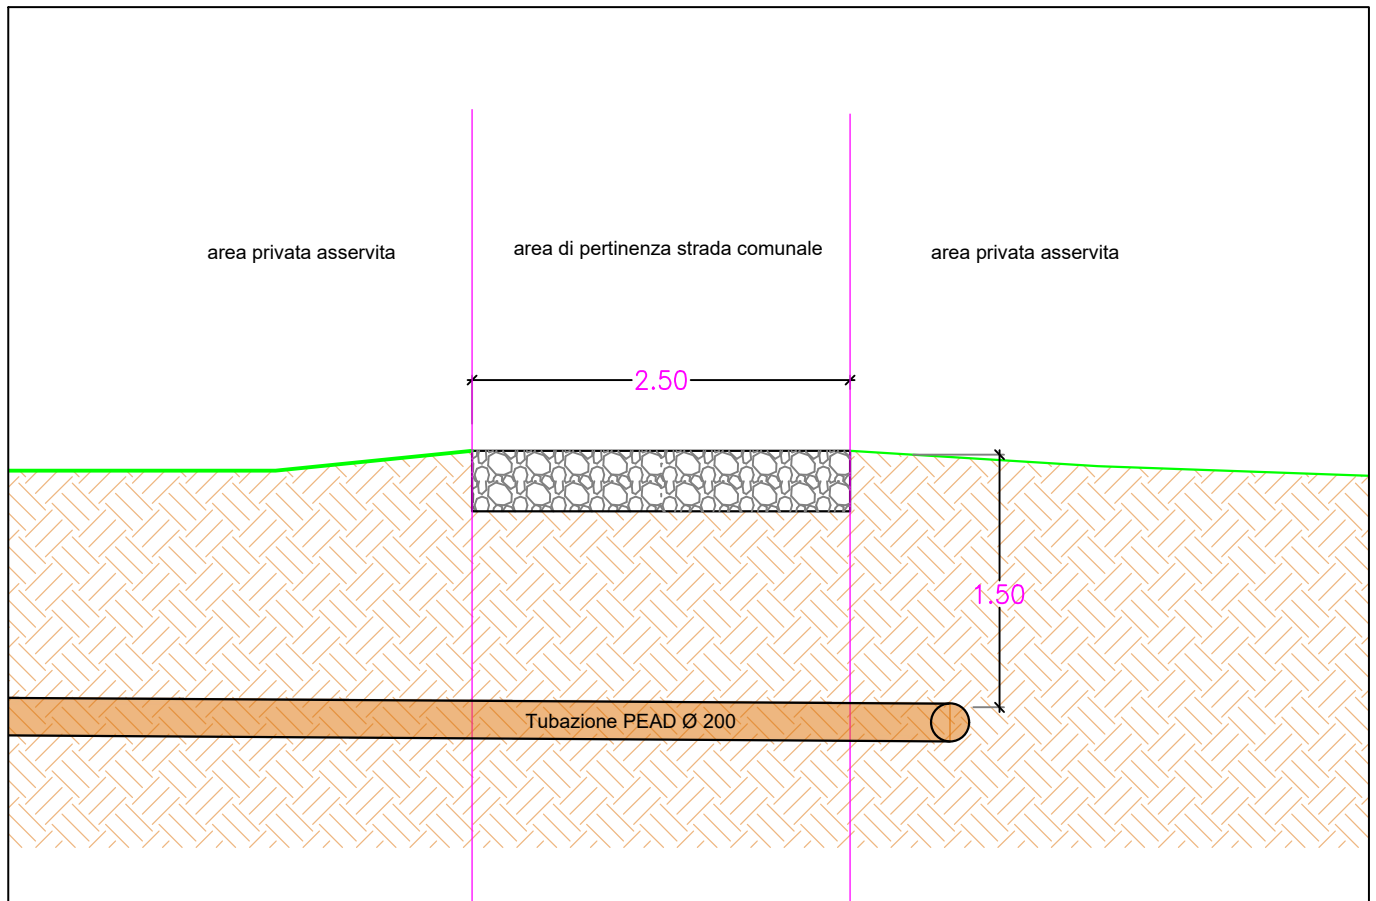 area privata asservita
area di pertinenza strada comunale
area privata asservita
2.50
1.50
Tubazione PEAD Ø 200